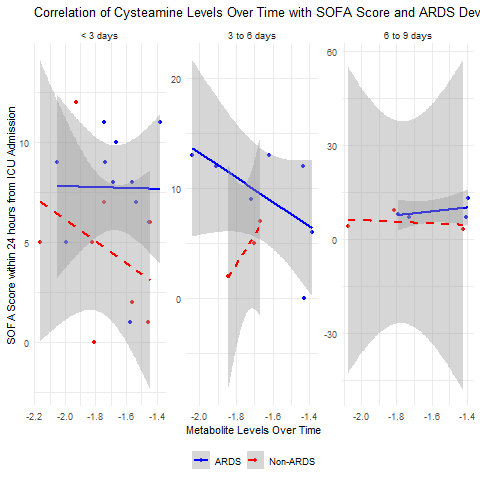 Correlation of Cysteamine Levels Over Time with SOFA Score and ARDS Dev
< 3 days
3 to 6 days
6 to 9 days
SOFA Score within 24 hours from ICU Admission
10
5
0
20
10
0
60
30
0
-30
-2.2 -2.0 -1.8 -1.6 -1.4
-2.0 -1.8 -1.6 -1.4
-2.0 -1.8 -1.6 -1.4
Metabolite Levels Over Time
ARDS Non-ARDS